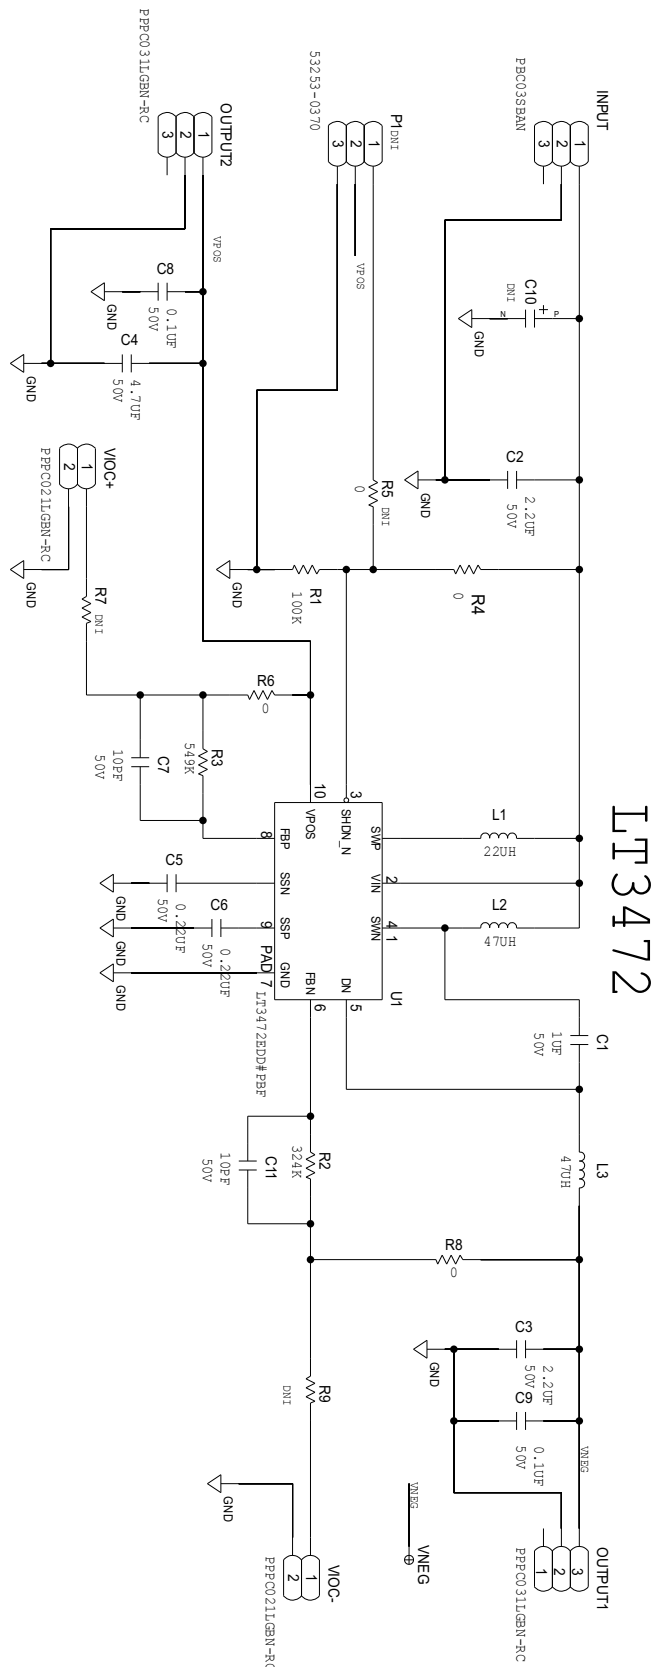 LT3472
INPUT
PBC03SBAN
1
2
3
C10
DNI
+
P
N
GND
C2
2.2UF
50V
GND
P1
DNI
53253-0370
1
2
3
VPOS
R5
DNI
0
R4
0
R1
100K
GND
OUTPUT2
PPPC031LGBN-RC
1
2
3
VPOS
C8
0.1UF
50V
GND
C4
4.7UF
50V
GND
VIOC+
PPPC021LGBN-RC
1
2
GND
R7
DNI
R6
0
R3
549K
C7
10PF
50V
L1
22UH
L2
47UH
C1
1UF
50V
L3
47UH
U1
LT3472EDD#PBF
10
VPOS
3
SHDN_N
SWP
2
VIN
4
1
SWN
5
DN
8
FBP
SSN
9
SSP
PAD
7
GND
6
FBN
C5
0.22UF
50V
GND
C6
0.22UF
50V
GND
GND
R2
324K
C11
10PF
50V
R8
0
R9
DNI
C3
2.2UF
50V
GND
C9
0.1UF
50V
VNEG
OUTPUT1
PPPC031LGBN-RC
3
2
1
VNEG
VNEG
VIOC-
PPPC021LGBN-RC
1
2
GND